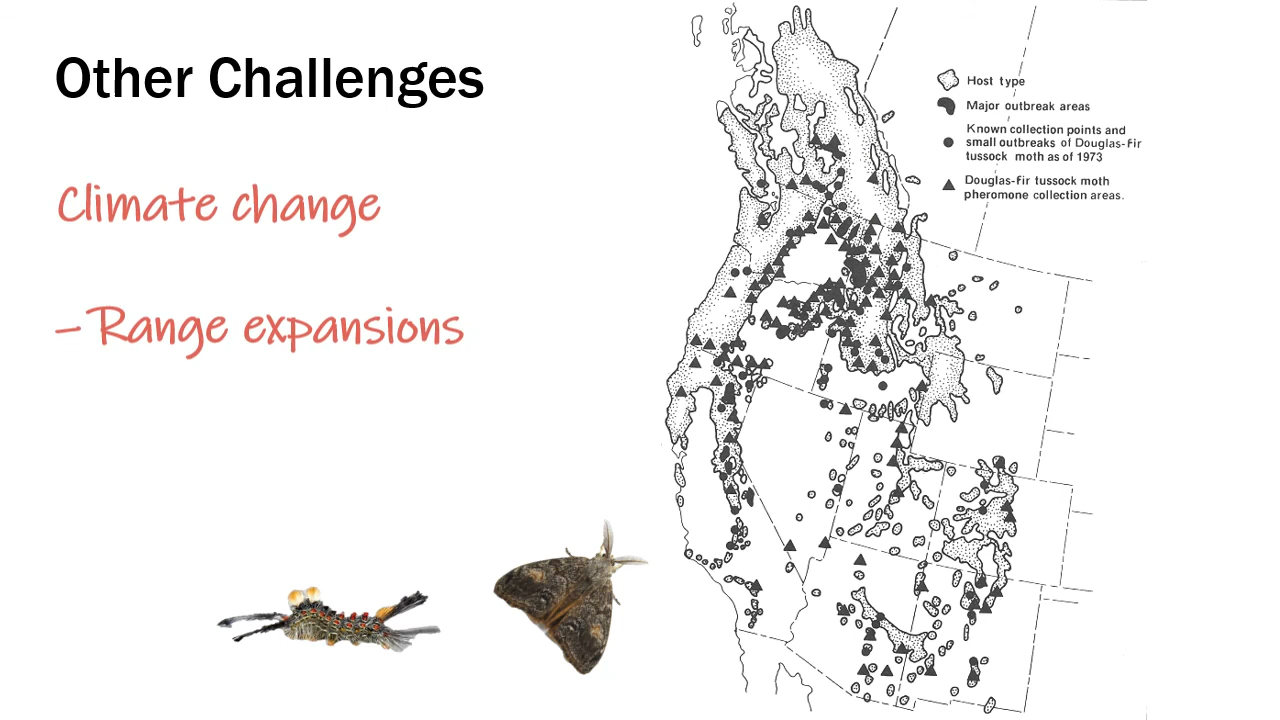 Other Challenges
Climate change
– Range expansions
Host type
Major outbreak areas
Known collection points and
small outbreaks of Douglas-fir
tussock moth as of 1973
Douglas-fir tussock moth
pheromone collection areas.